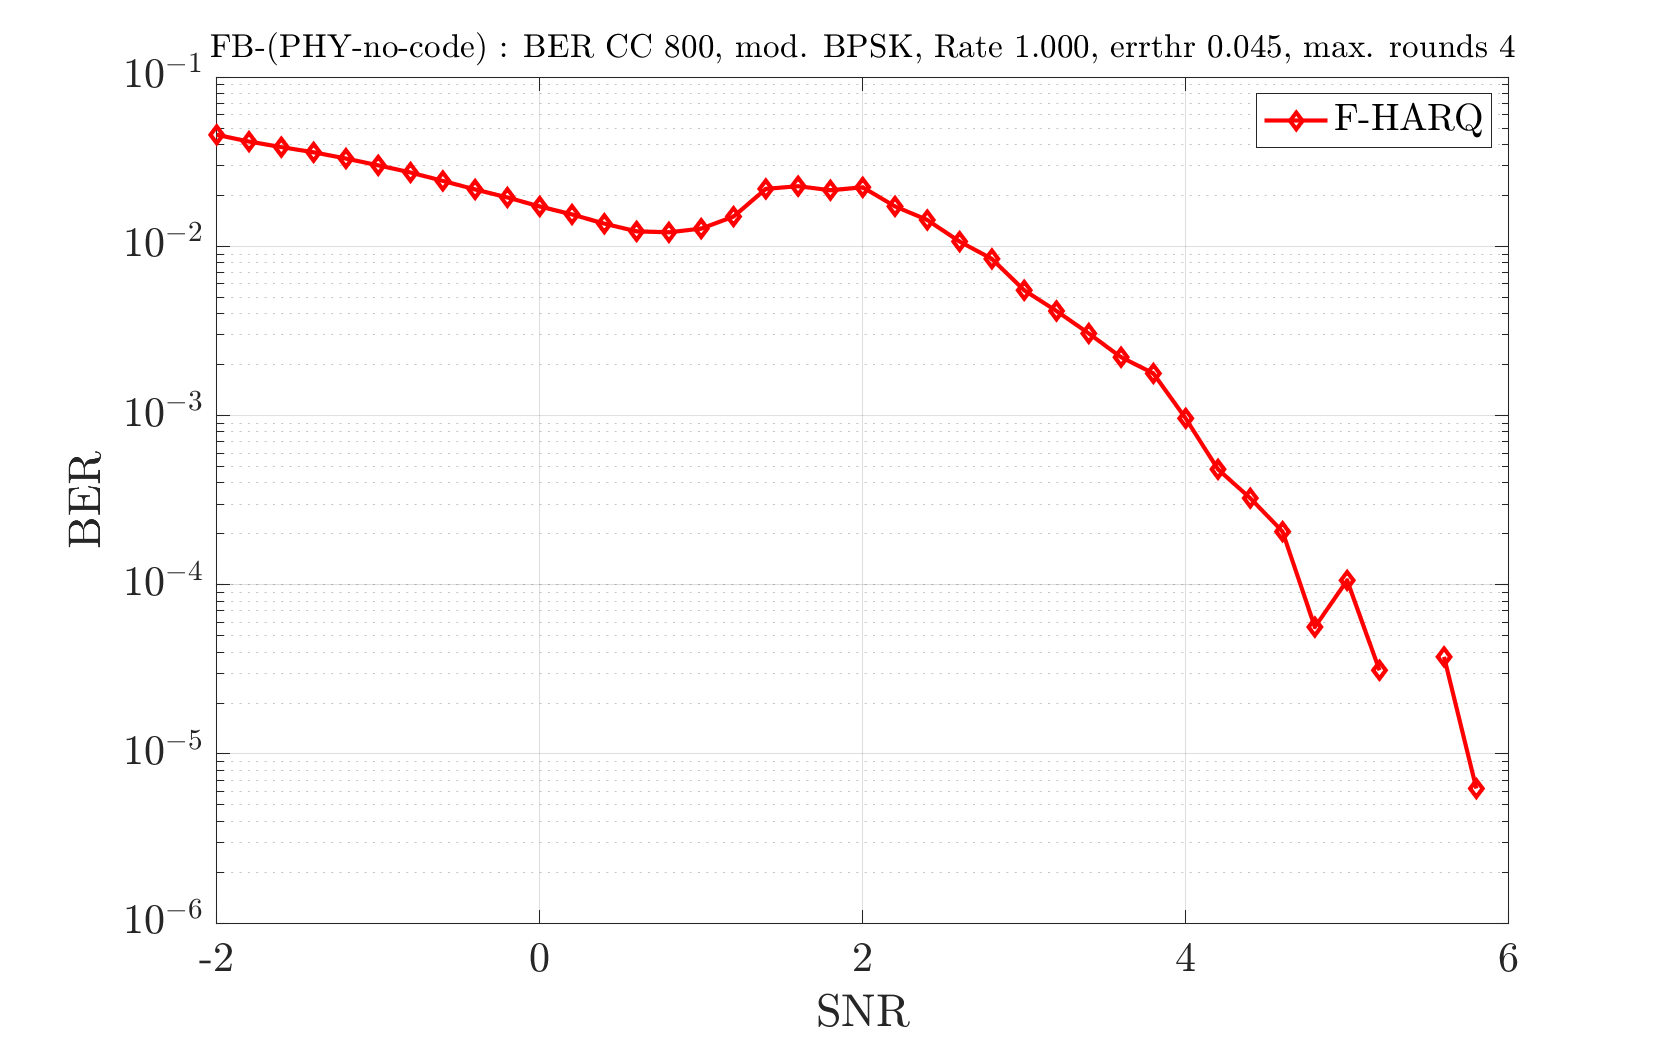 FB-(PHY-no-code) : BER CC 800, mod. BPSK, Rate 1.000, errthr 0.045, max. rounds 4
F-HARQ
10⁻¹
10⁻²
10⁻³
10⁻⁴
10⁻⁵
10⁻⁶
BER
-2 0 2 4 6
SNR